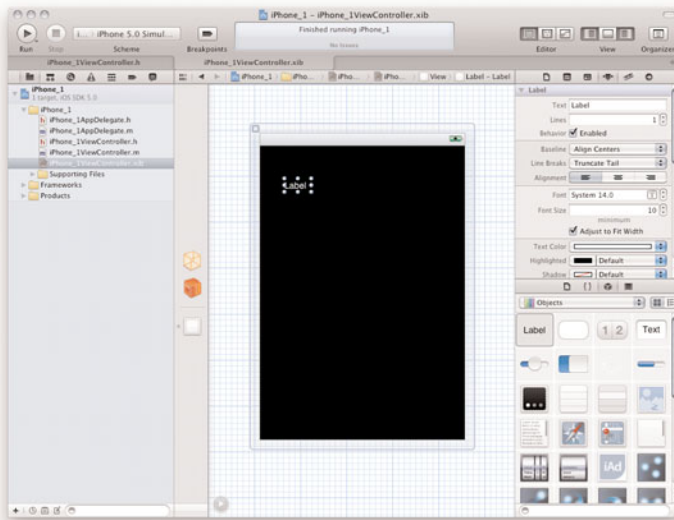 iPhone_1 – iPhone_1ViewController.xib
Run
Stop
i... iPhone 5.0 Simul...
Scheme
Breakpoints
Finished running iPhone_1
No Issues
Editor
View
Organizer
iPhone_1ViewController.h
iPhone_1ViewController.xib
iPhone_1
iPho...
iPho...
iPho...
View
Label – Label
iPhone_1
1 target, iOS SDK 5.0
iPhone_1
iPhone_1AppDelegate.h
iPhone_1AppDelegate.m
iPhone_1ViewController.h
iPhone_1ViewController.m
iPhone_1ViewController.xib
Supporting Files
Frameworks
Products
Label
Label
Text Label
Lines 1
Behavior Enabled
Baseline Align Centers
Line Breaks Truncate Tail
Alignment
Font System 14.0
Font Size 10
minimum
Adjust to Fit Width
Text Color
Highlighted Default
Shadow Default
Objects
Label
1 2
Text
iAd